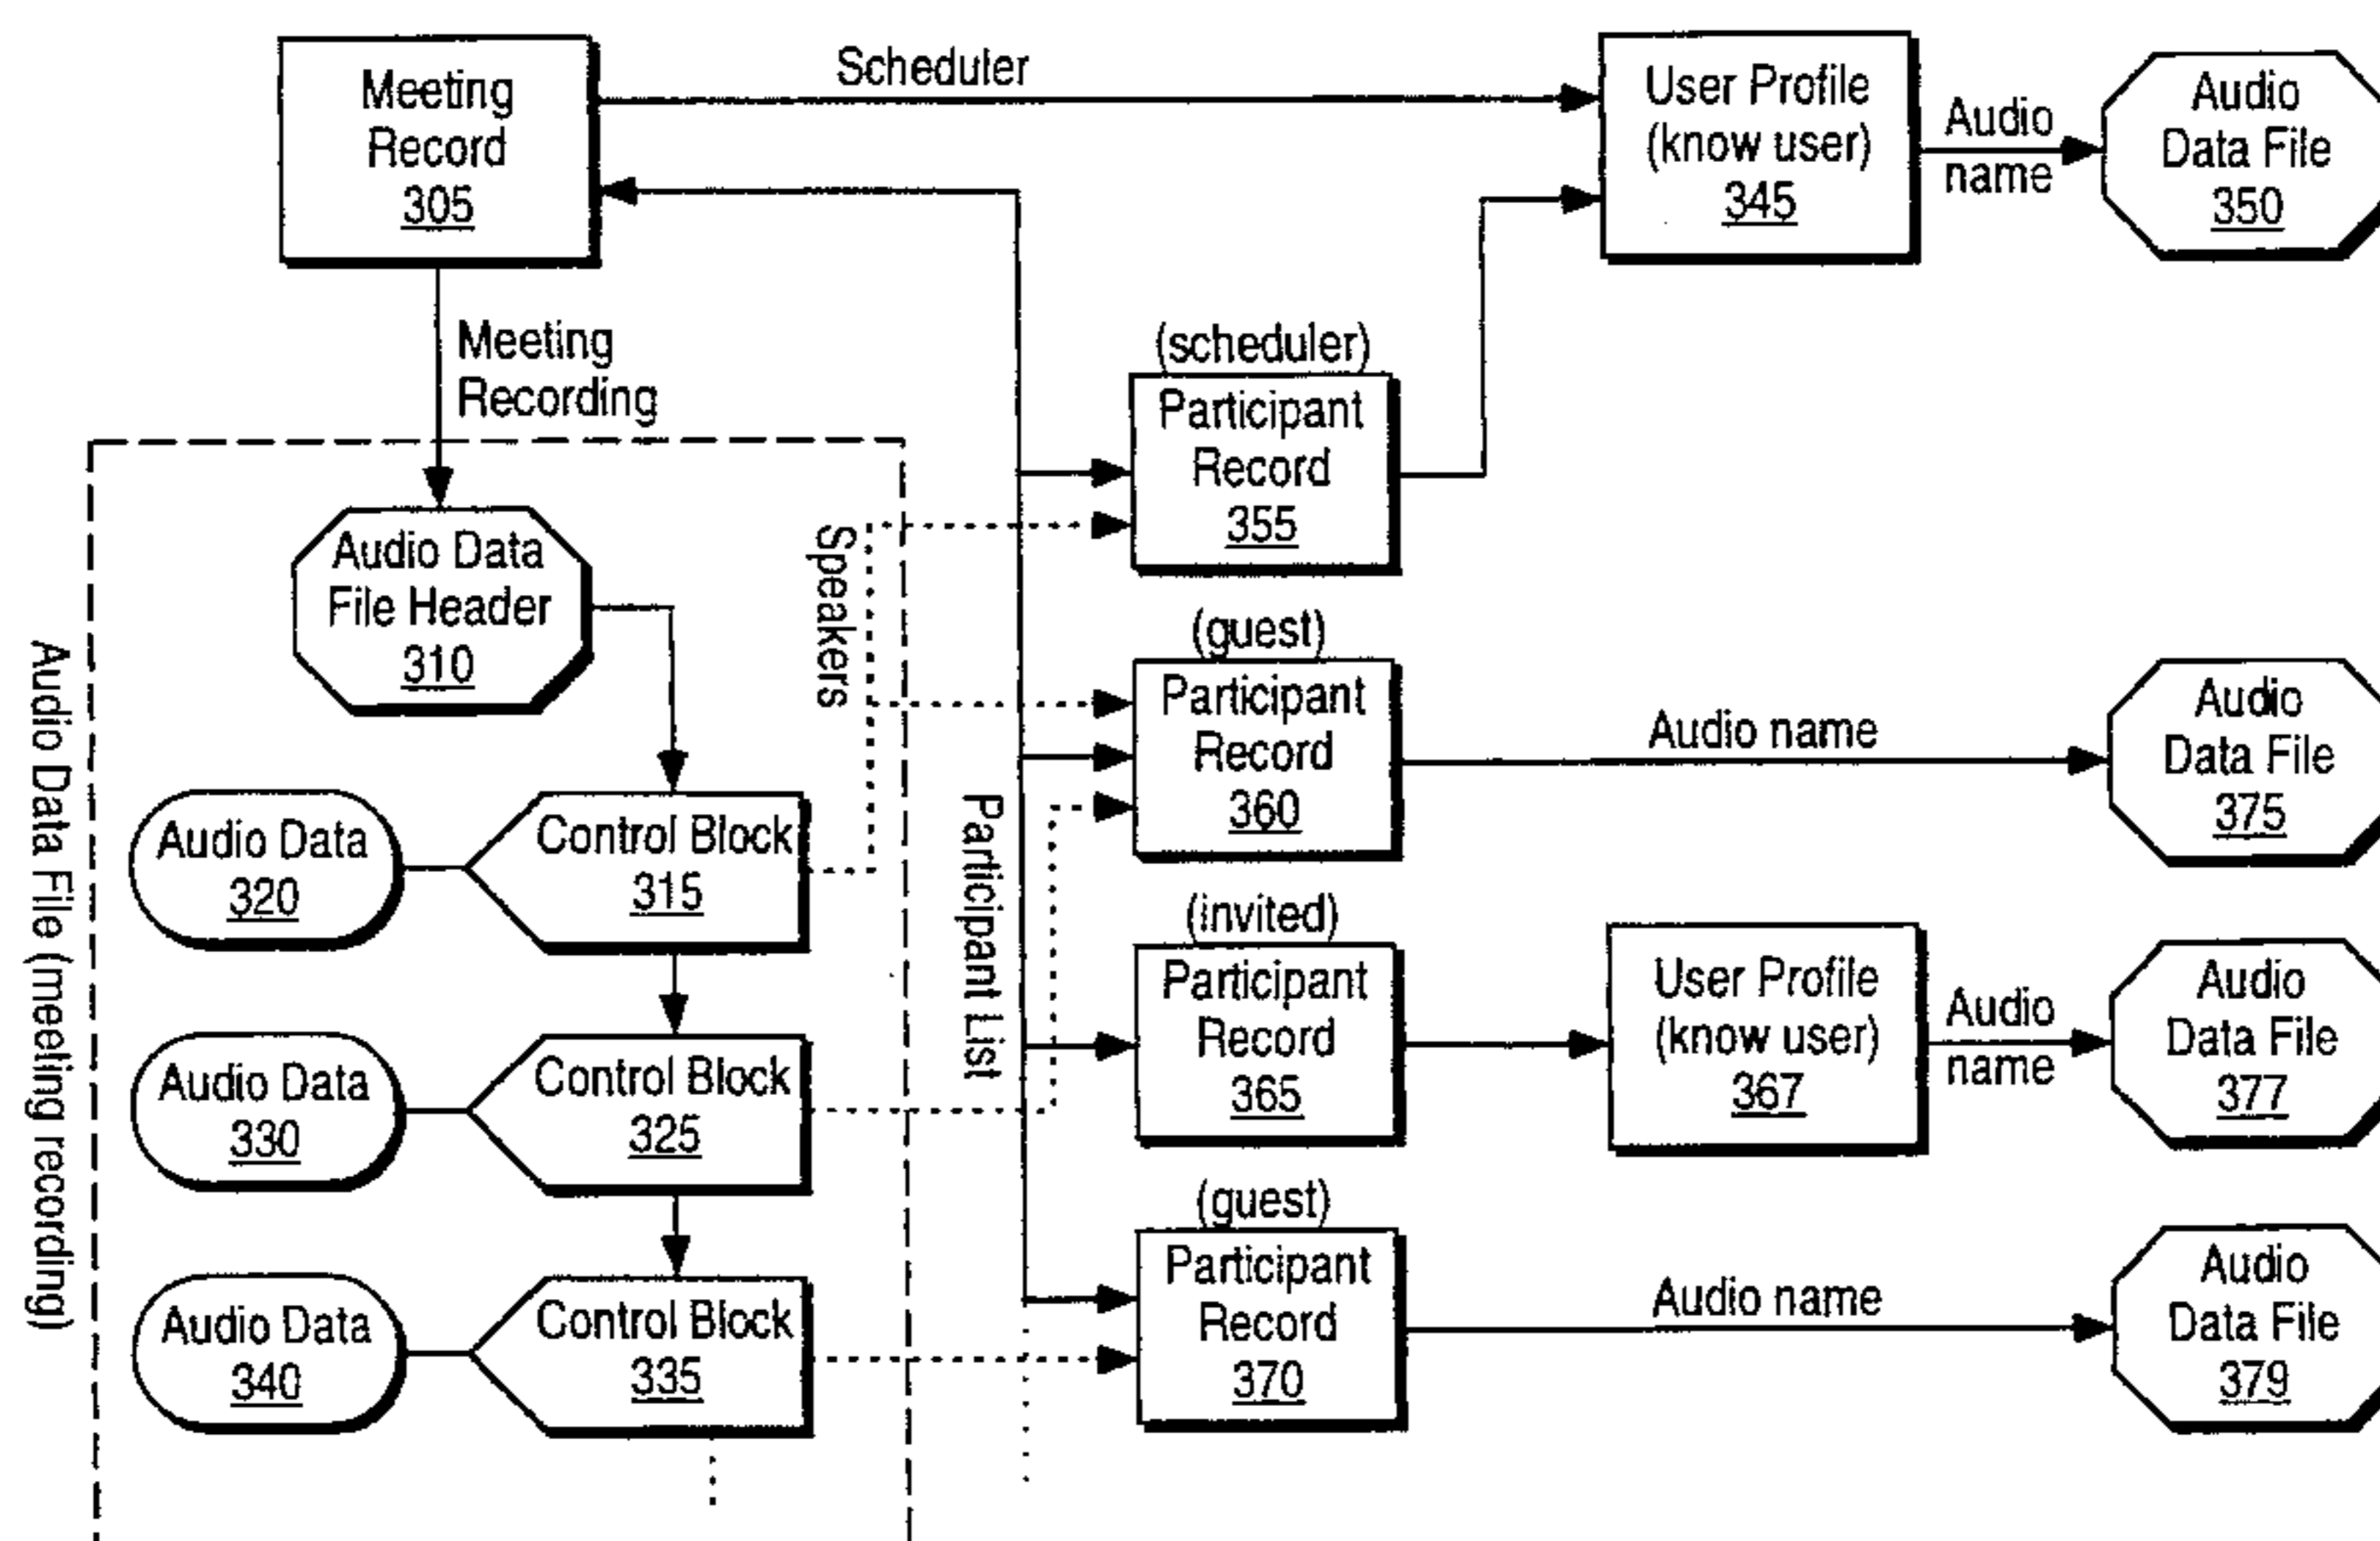 Meeting
Record
305
Scheduler
User Profile
(know user)
345
Audio
name
Audio
Data File
350
Meeting
Recording
(scheduler)
Participant
Record
355
Audio Data
File Header
310
Speakers
(guest)
Participant
Record
360
Audio name
Audio
Data File
375
Audio Data File (meeting recording)
Audio Data
320
Control Block
315
Participant List
(invited)
Participant
Record
365
User Profile
(know user)
367
Audio
name
Audio
Data File
377
Audio Data
330
Control Block
325
(guest)
Participant
Record
370
Audio name
Audio
Data File
379
Audio Data
340
Control Block
335